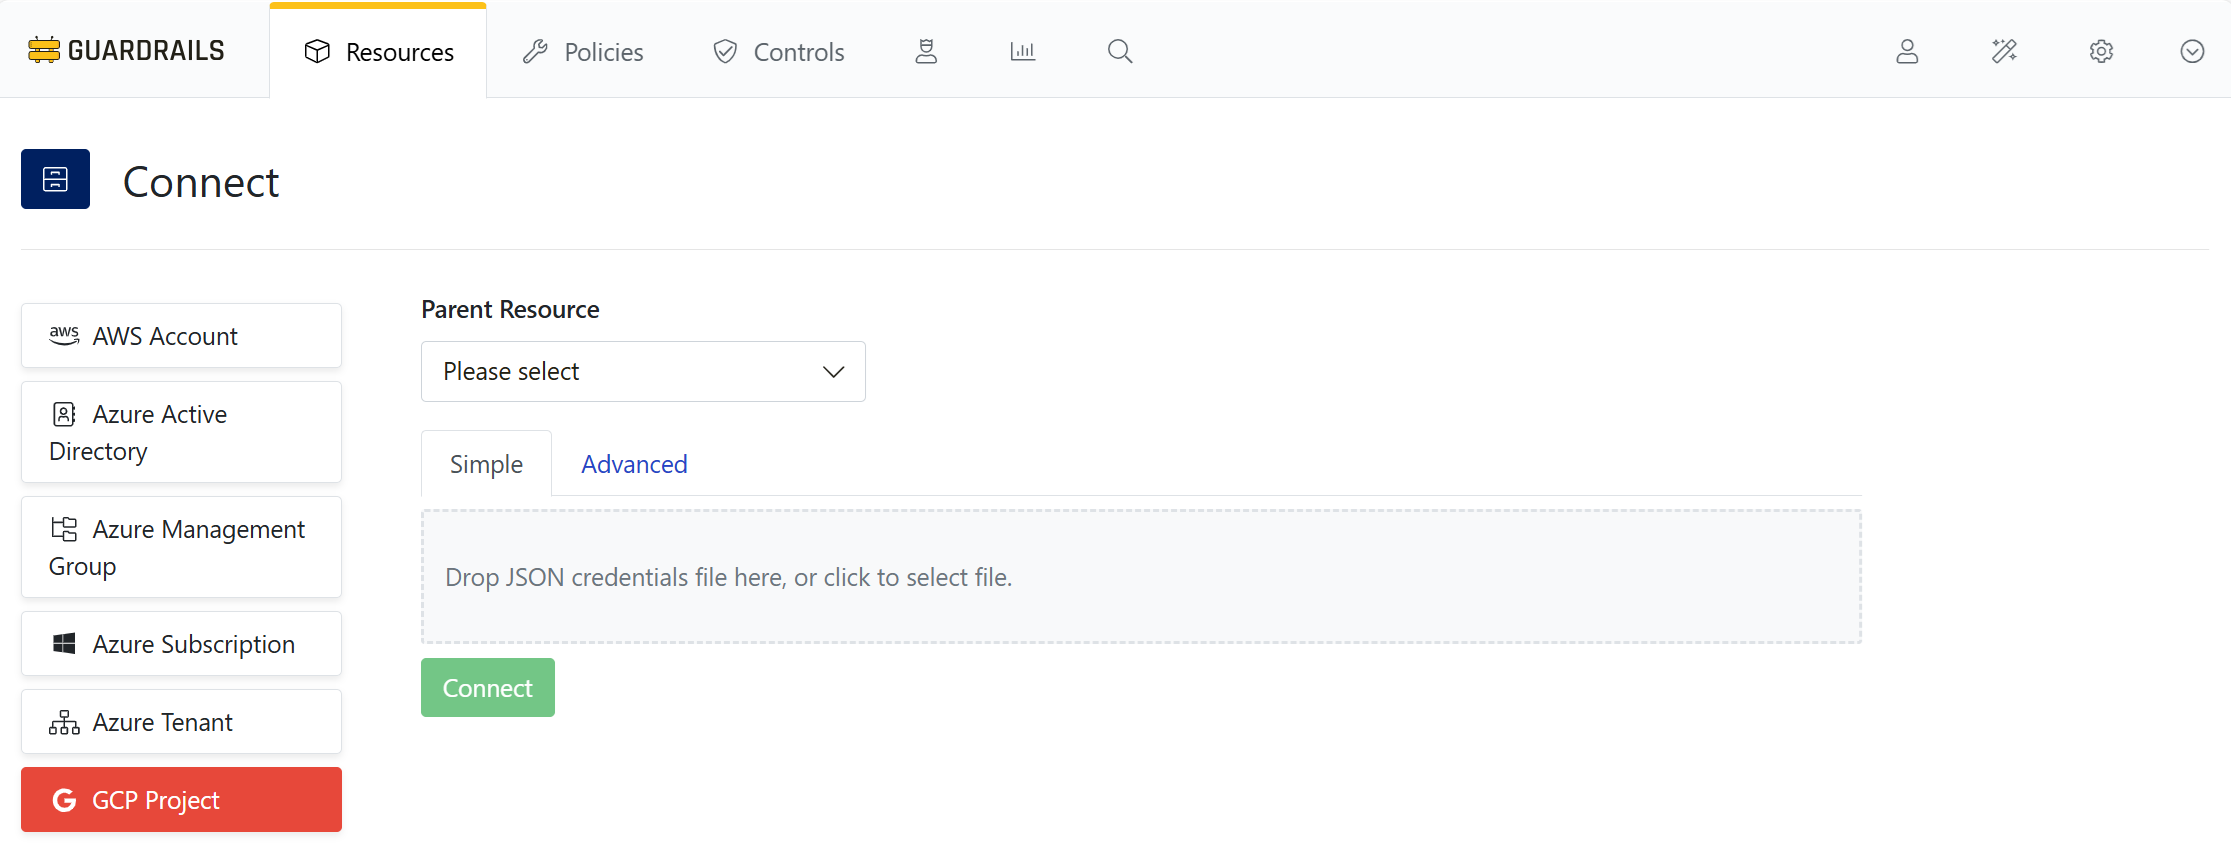 GUARDRAILS
Resources
Policies
Controls
Connect
aws AWS Account
Azure Active
Directory
Azure Management
Group
Azure Subscription
Azure Tenant
G GCP Project
Parent Resource
Please select
Simple
Advanced
Drop JSON credentials file here, or click to select file.
Connect